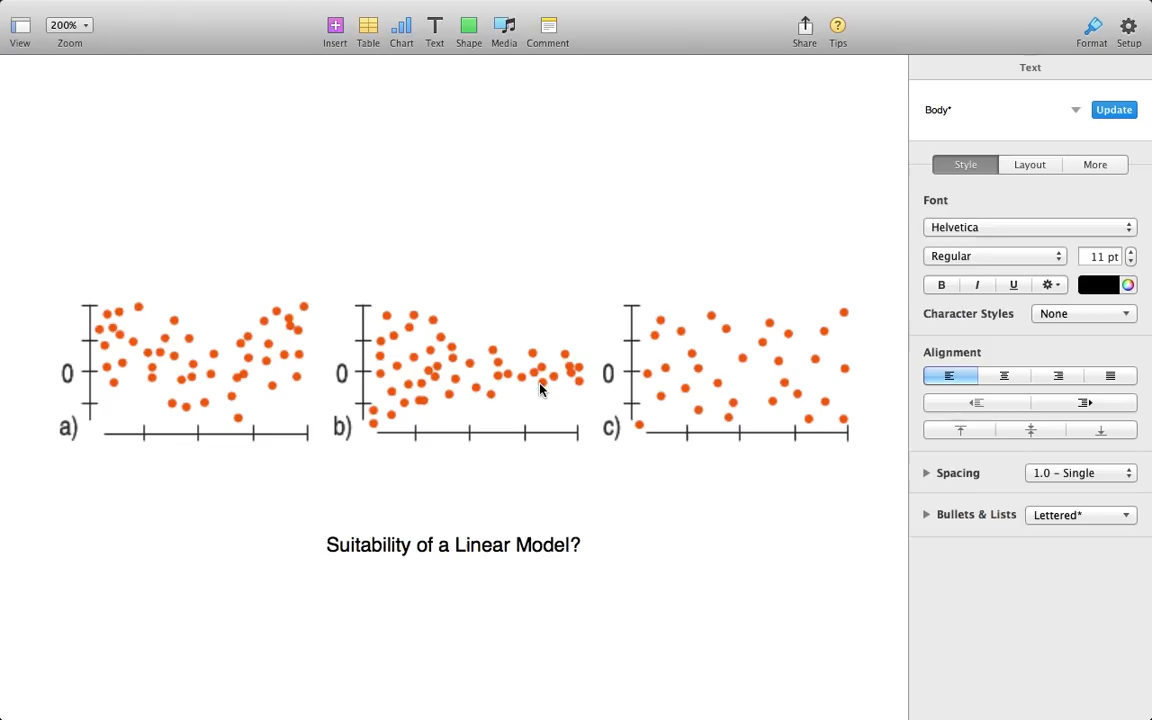 200%
View
Zoom
Insert
Table
Chart
Text
Shape
Media
Comment
Share
Tips
Format
Setup
Text
Body*
Update
Style
Layout
More
Font
Helvetica
Regular
11 pt
B I U
Character Styles
None
Alignment
Spacing
1.0 – Single
Bullets & Lists
Lettered*
0
a)
0
b)
0
c)
Suitability of a Linear Model?